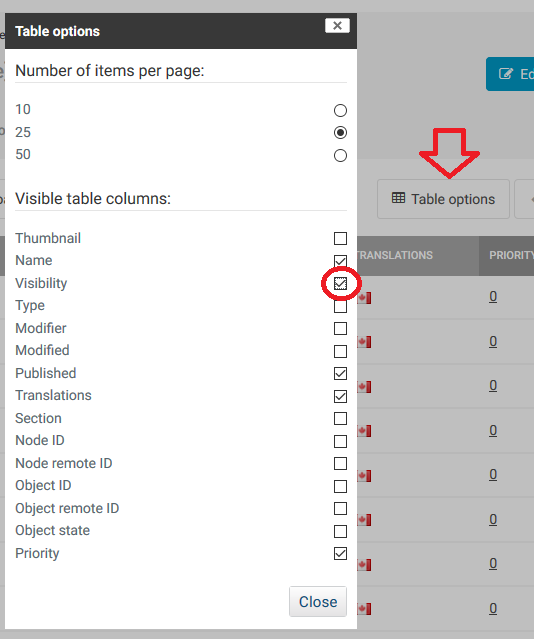 Table options
Number of items per page:
10
25
50
Visible table columns:
Thumbnail
Name
Visibility
Type
Modifier
Modified
Published
Translations
Section
Node ID
Node remote ID
Object ID
Object remote ID
Object state
Priority
Close
Table options
TRANSLATIONS PRIORITY
0
0
0
0
0
0
0
0